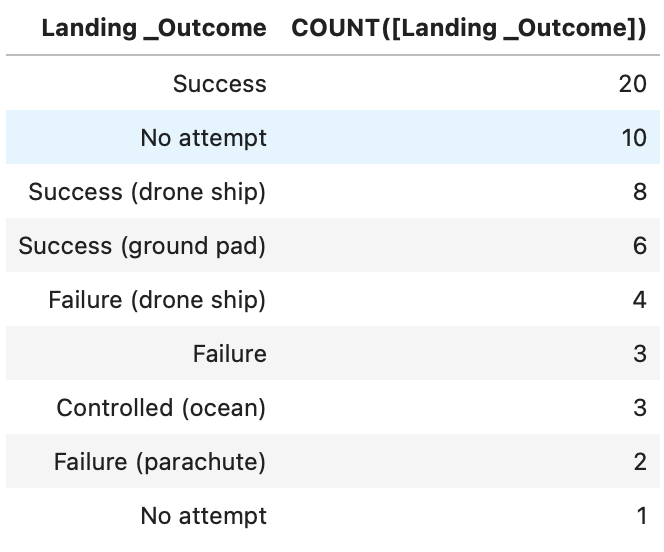 Landing _Outcome COUNT([Landing _Outcome])
Success 20
No attempt 10
Success (drone ship) 8
Success (ground pad) 6
Failure (drone ship) 4
Failure 3
Controlled (ocean) 3
Failure (parachute) 2
No attempt 1